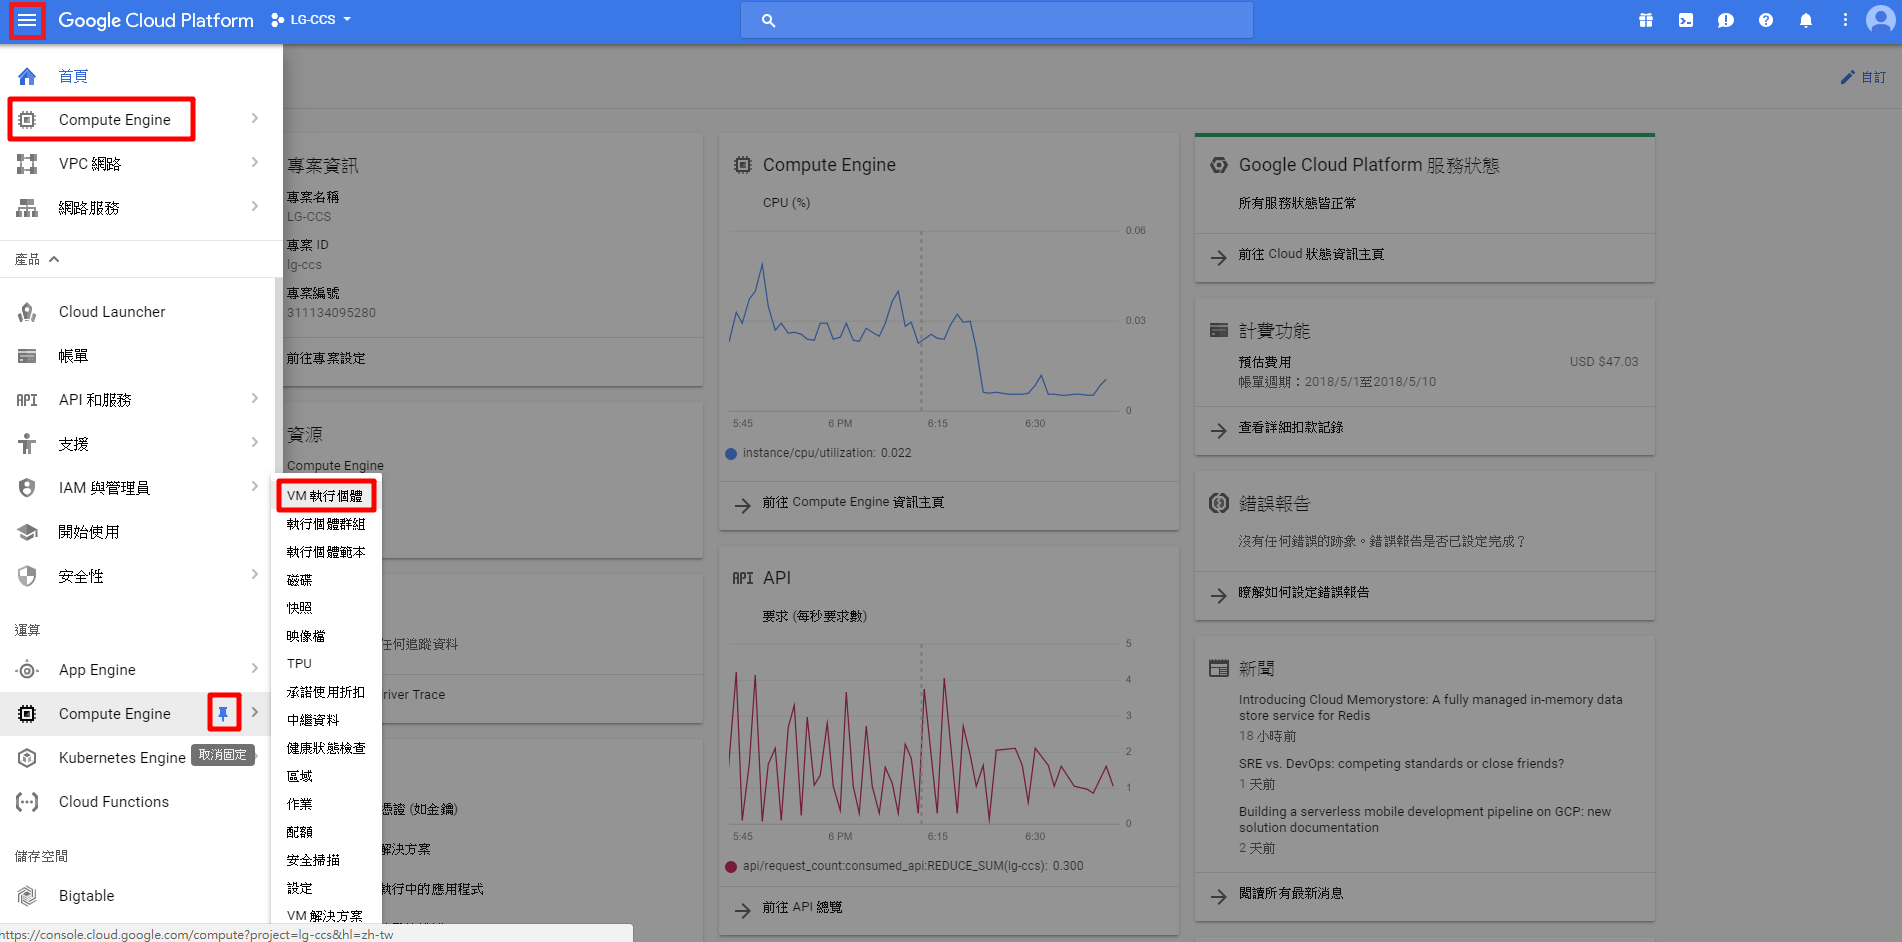 Google Cloud Platform
LG-CCS
首頁
Compute Engine
VPC 網路
網路服務
產品
Cloud Launcher
帳單
API
API 和服務
支援
IAM 與管理員
開始使用
安全性
運算
App Engine
Compute Engine
Kubernetes Engine
取消固定
Cloud Functions
儲存空間
Bigtable
https://console.cloud.google.com/compute?project=lg-ccs&hl=zh-tw
VM 執行個體
執行個體群組
執行個體範本
磁碟
快照
映像檔
TPU
承諾使用折扣
中繼資料
健康狀態檢查
區域
作業
配額
安全掃描
設定
VM 解決方案
自訂
專案資訊
專案名稱
LG-CCS
專案 ID
lg-ccs
專案編號
311134095280
前往專案設定
資源
Compute Engine
任何追蹤資料
river Trace
憑證 (如金鑰)
解決方案
執行中的應用程式
Compute Engine
CPU (%)
0.06
0.03
0
5:45
6 PM
6:15
6:30
instance/cpu/utilization: 0.022
前往 Compute Engine 資訊主頁
API
API
要求 (每秒要求數)
5
4
3
2
1
0
5:45
6 PM
6:15
6:30
api/request_count:consumed_api:REDUCE_SUM(lg-ccs): 0.300
前往 API 總覽
Google Cloud Platform 服務狀態
所有服務狀態皆正常
前往 Cloud 狀態資訊主頁
計費功能
預估費用
USD $47.03
帳單週期：2018/5/1至2018/5/10
查看詳細扣款記錄
錯誤報告
沒有任何錯誤的跡象。錯誤報告是否已設定完成？
瞭解如何設定錯誤報告
新聞
Introducing Cloud Memorystore: A fully managed in-memory data
store service for Redis
18 小時前
SRE vs. DevOps: competing standards or close friends?
1 天前
Building a serverless mobile development pipeline on GCP: new
solution documentation
2 天前
閱讀所有最新消息